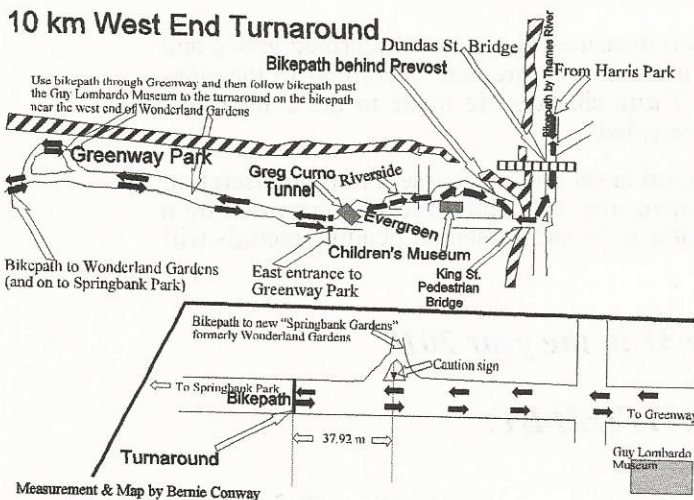 10 km West End Turnaround
Dundas St. Bridge
Bikepath behind Prevost
From Harris Park
Bikepath by Thames River
Use bikepath through Greenway and then follow bikepath past
the Guy Lombardo Museum to the turnaround on the bikepath
near the west end of Wonderland Gardens
Greenway Park
Greg Curno
Tunnel
Riverside
Evergreen
Children's Museum
Bikepath to Wonderland Gardens
(and on to Springbank Park)
East entrance to
Greenway Park
King St.
Pedestrian
Bridge
Bikepath to new "Springbank Gardens"
formerly Wonderland Gardens
Caution sign
To Springbank Park
Bikepath
To Greenway
37.92 m
Turnaround
Guy Lombardo
Museum
Measurement & Map by Bernie Conway